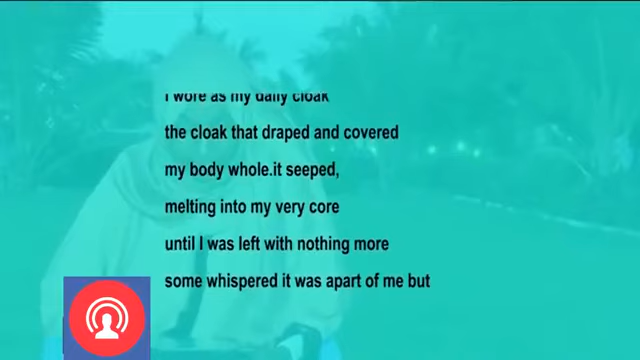 I wore as my daily cloak
the cloak that draped and covered
my body whole.it seeped,
melting into my very core
until I was left with nothing more
some whispered it was apart of me but